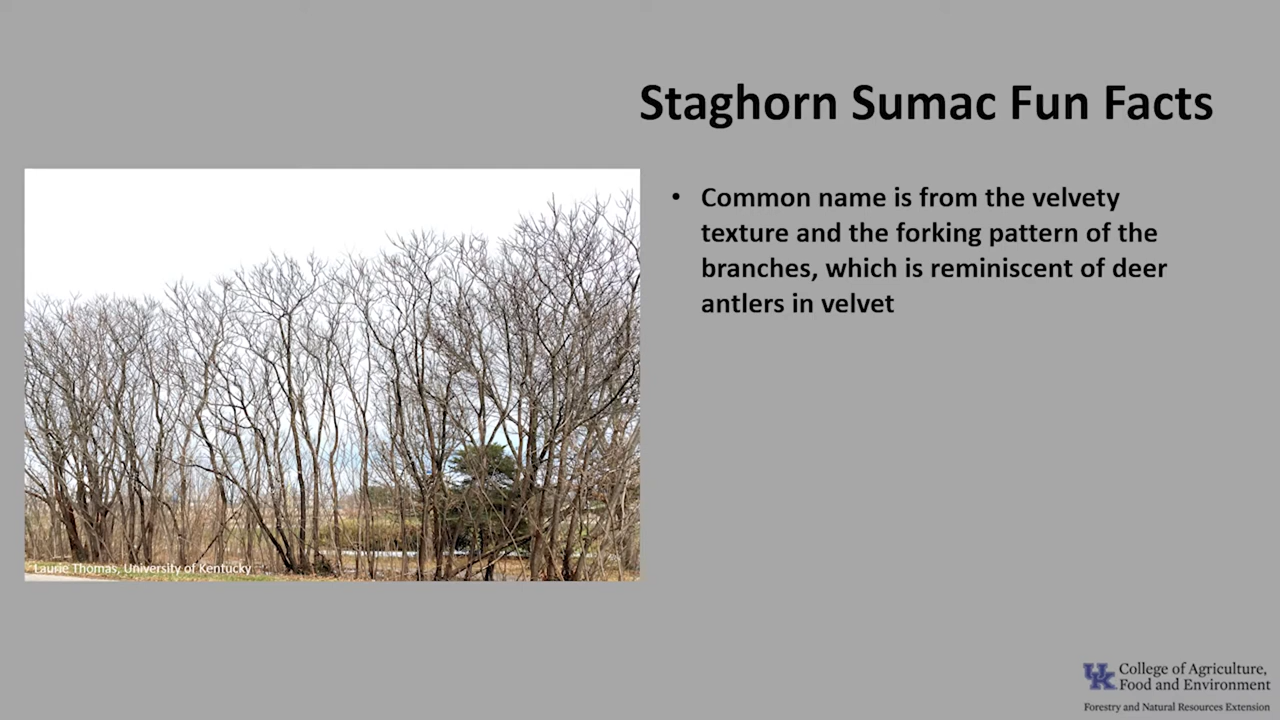 Staghorn Sumac Fun Facts
• Common name is from the velvety
texture and the forking pattern of the
branches, which is reminiscent of deer
antlers in velvet
Laurie Thomas, University of Kentucky
UK College of Agriculture,
Food and Environment
Forestry and Natural Resources Extension